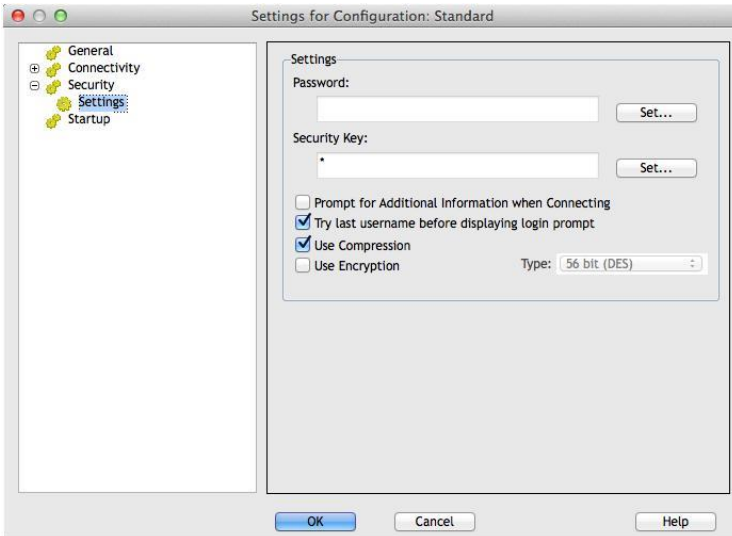 Settings for Configuration: Standard
General
Connectivity
Security
Settings
Startup
Settings
Password:
Set...
Security Key:
*
Set...
Prompt for Additional Information when Connecting
Try last username before displaying login prompt
Use Compression
Use Encryption Type: 56 bit (DES)
OK Cancel Help